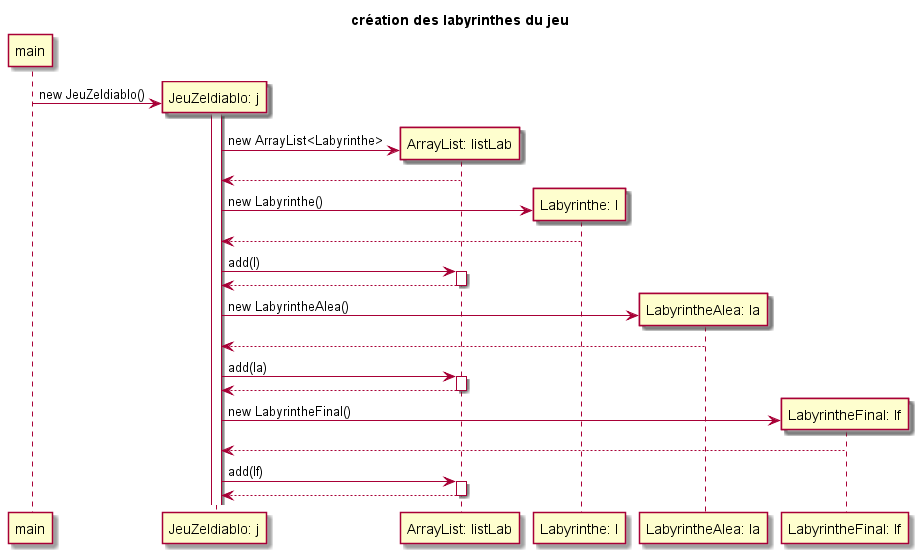 création des labyrinthes du jeu
main
new JeuZeldiablo()
JeuZeldiablo: j
new ArrayList<Labyrinthe>
ArrayList: listLab
new Labyrinthe()
Labyrinthe: l
add(l)
new LabyrintheAlea()
LabyrintheAlea: la
add(la)
new LabyrintheFinal()
LabyrintheFinal: lf
add(lf)
main
JeuZeldiablo: j
ArrayList: listLab
Labyrinthe: l
LabyrintheAlea: la
LabyrintheFinal: lf